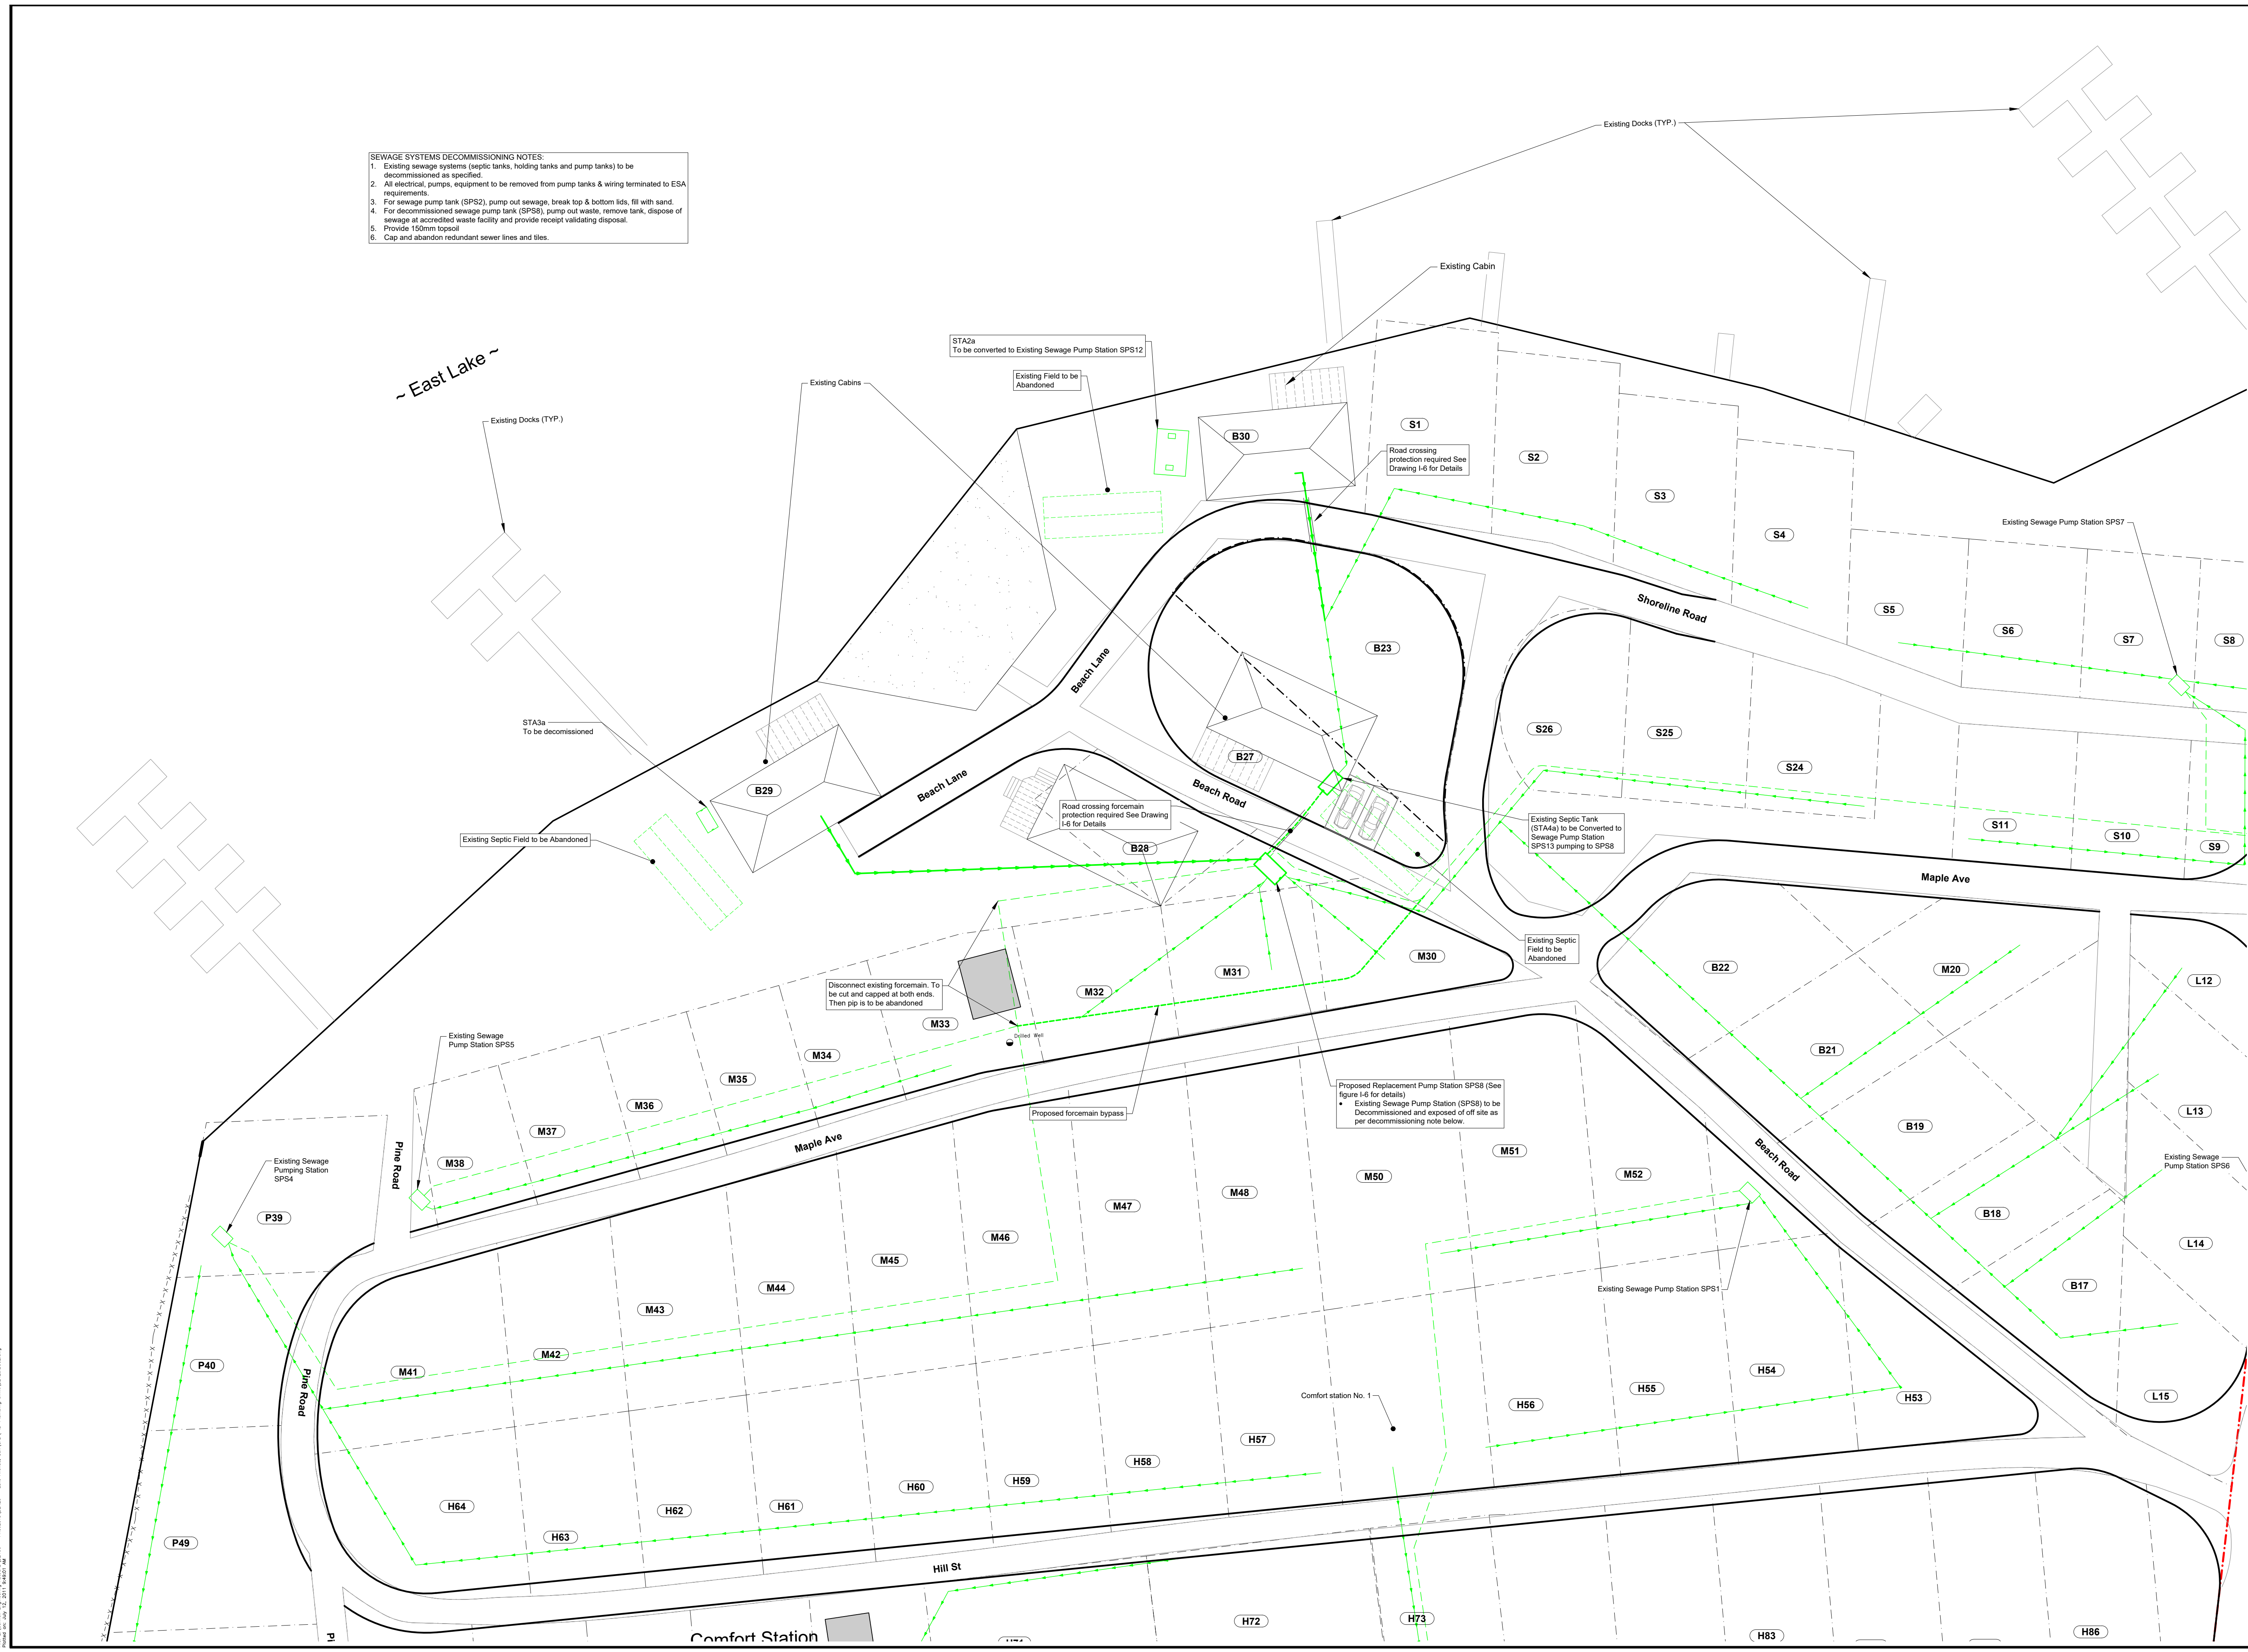 SEWAGE SYSTEMS DECOMMISSIONING NOTES:
1. Existing sewage systems (septic tanks, holding tanks and pump tanks) to be
decommissioned as specified.
2. All electrical, pumps, equipment to be removed from pump tanks & wiring terminated to ESA
requirements.
3. For sewage pump tank (SPS2), pump out sewage, break top & bottom lids, fill with sand.
4. For decommissioned sewage pump tank (SPS8), pump out waste, remove tank, dispose of
sewage at accredited waste facility and provide receipt validating disposal.
5. Provide 150mm topsoil
6. Cap and abandon redundant sewer lines and tiles.
Existing Docks (TYP.)
Existing Cabin
STA2a
To be converted to Existing Sewage Pump Station SPS12
Existing Field to be
Abandoned
~ East Lake ~
Existing Cabins
Existing Docks (TYP.)
B30
S1
Road crossing
protection required See
Drawing I-6 for Details
S2
S3
S4
Existing Sewage Pump Station SPS7
Shoreline Road
S5
S6
S7
S8
B23
Beach Lane
STA3a
To be decomissioned
S26
S25
S24
B27
B29
Beach Lane
Beach Road
Road crossing forcemain
protection required See Drawing
I-6 for Details
B28
Existing Septic Tank
(STA4a) to be Converted to
Sewage Pump Station
SPS13 pumping to SPS8
S11
S10
S9
Existing Septic Field to be Abandoned
Maple Ave
Existing Septic
Field to be
Abandoned
M30
M31
M32
B22
M20
L12
Disconnect existing forcemain. To
be cut and capped at both ends.
Then pip is to be abandoned
M33
Drilled Well
Existing Sewage
Pump Station SPS5
M34
M35
M36
M37
M38
B21
Proposed Replacement Pump Station SPS8 (See
figure I-6 for details)
• Existing Sewage Pump Station (SPS8) to be
Decommissioned and exposed of off site as
per decommissioning note below.
Proposed forcemain bypass
L13
B19
Maple Ave
Pine Road
M51
M52
Beach Road
Existing Sewage
Pump Station SPS6
Existing Sewage
Pumping Station
SPS4
P39
M50
M48
M47
M46
M45
M44
M43
M42
M41
B18
L14
B17
Existing Sewage Pump Station SPS1
P40
Pine Road
H54
H55
H56
H53
L15
Comfort station No. 1
H57
H58
H59
H60
H61
H62
H63
H64
P49
Hill St
H72
H73
H83
H86
Comfort Station